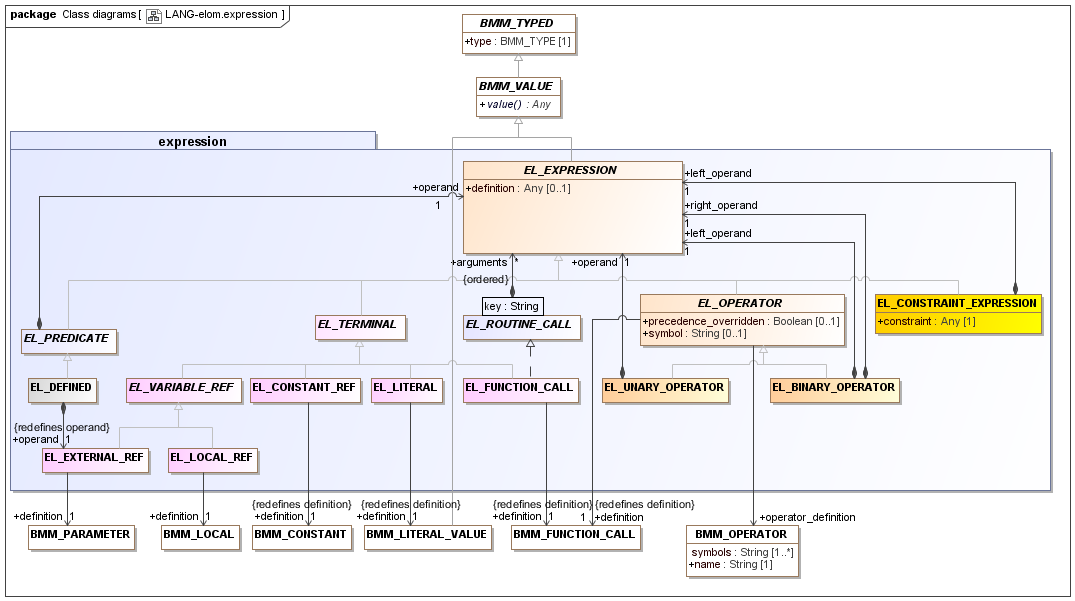 package Class diagrams [ LANG-elom.expression ]
BMM_TYPED
+type : BMM_TYPE [1]
BMM_VALUE
+value() : Any
expression
EL_EXPRESSION
+definition : Any [0..1]
+operand
1
+left_operand
1
+right_operand
1
+left_operand
1
+arguments *
{ordered}
+operand 1
key : String
EL_ROUTINE_CALL
EL_OPERATOR
+precedence_overridden : Boolean [0..1]
+symbol : String [0..1]
EL_CONSTRAINT_EXPRESSION
+constraint : Any [1]
EL_PREDICATE
EL_TERMINAL
EL_DEFINED
EL_VARIABLE_REF
EL_CONSTANT_REF
EL_LITERAL
EL_FUNCTION_CALL
EL_UNARY_OPERATOR
EL_BINARY_OPERATOR
{redefines operand}
+operand 1
EL_EXTERNAL_REF
EL_LOCAL_REF
+definition 1
+definition 1
{redefines definition}
+definition 1
{redefines definition}
+definition 1
{redefines definition}
+definition 1
{redefines definition}
1 +definition
+operator_definition
BMM_PARAMETER
BMM_LOCAL
BMM_CONSTANT
BMM_LITERAL_VALUE
BMM_FUNCTION_CALL
BMM_OPERATOR
symbols : String [1..*]
+name : String [1]